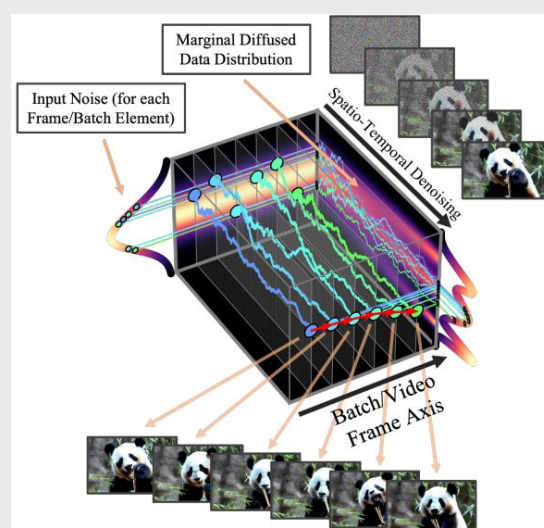 Marginal Diffused
Data Distribution
Input Noise (for each
Frame/Batch Element)
Spatio-Temporal Denoising
Batch/Video
Frame Axis